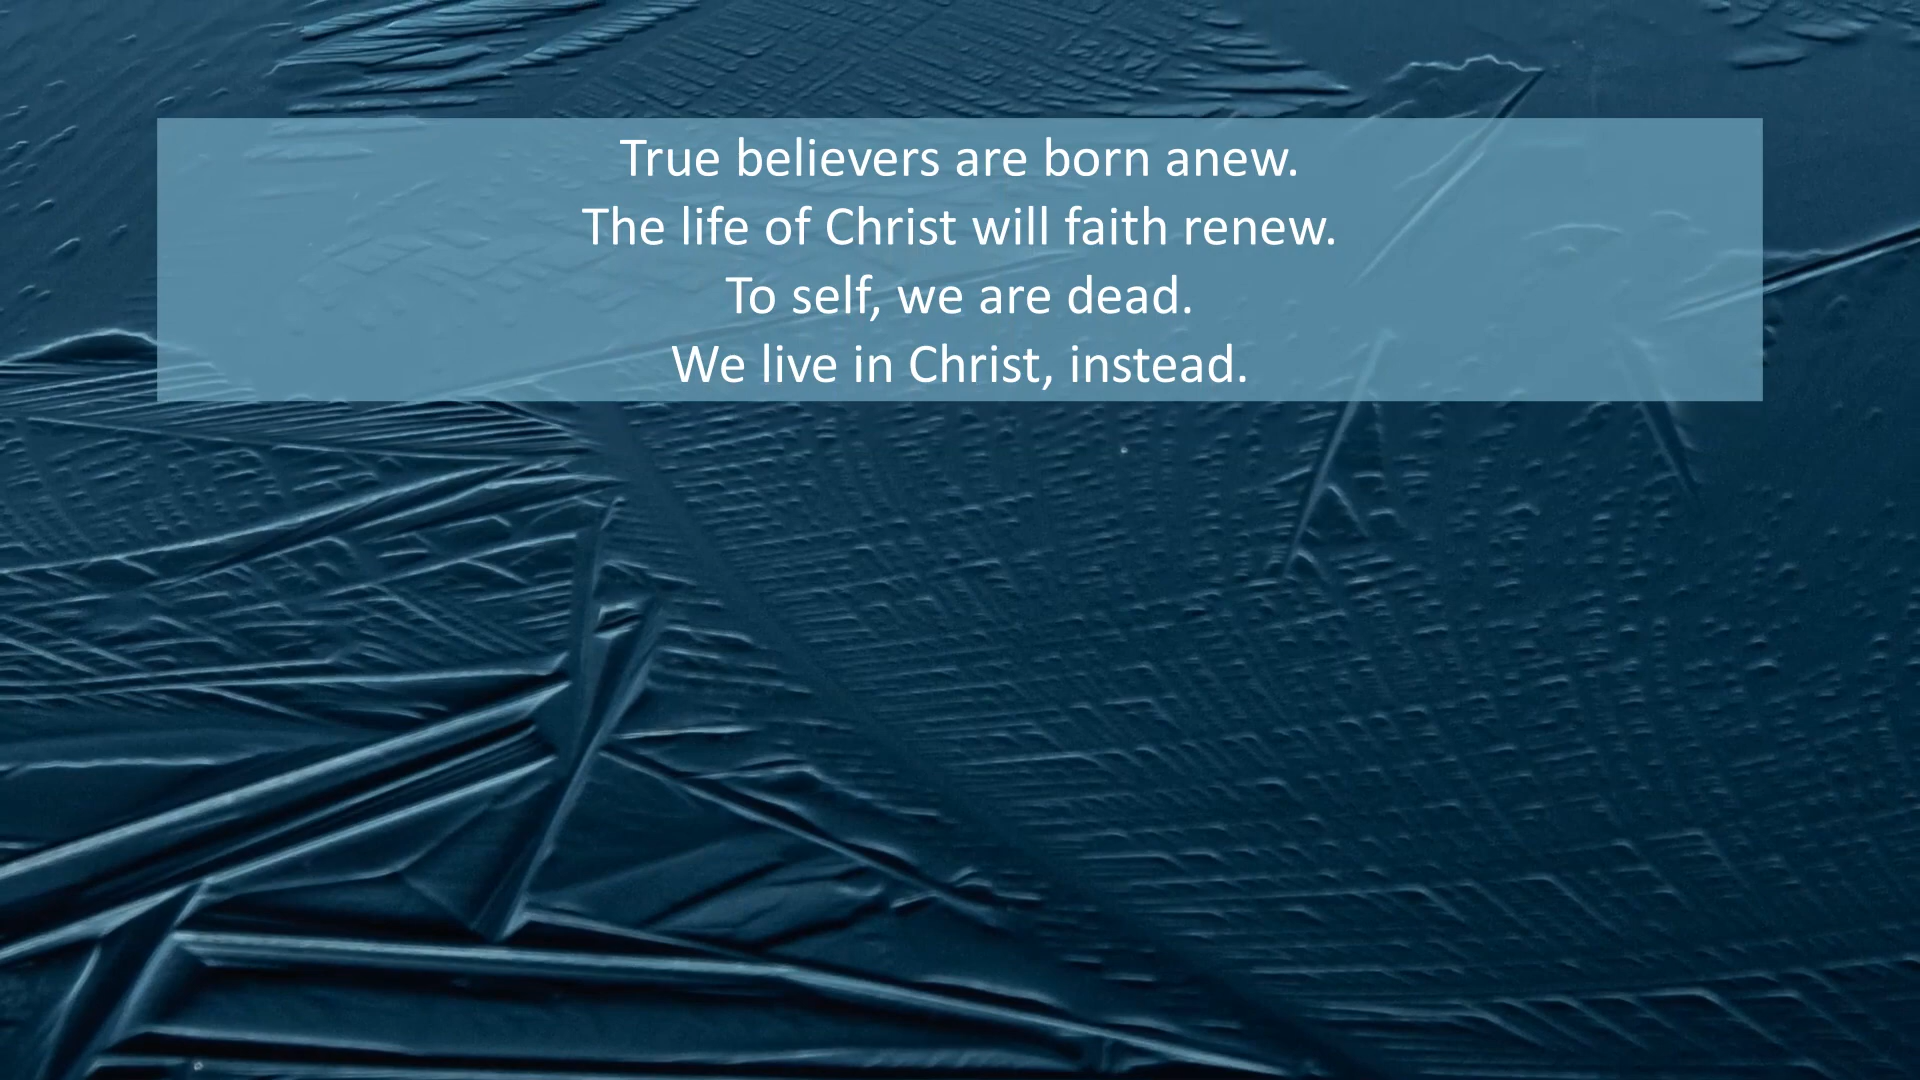 True believers are born anew.
The life of Christ will faith renew.
To self, we are dead.
We live in Christ, instead.